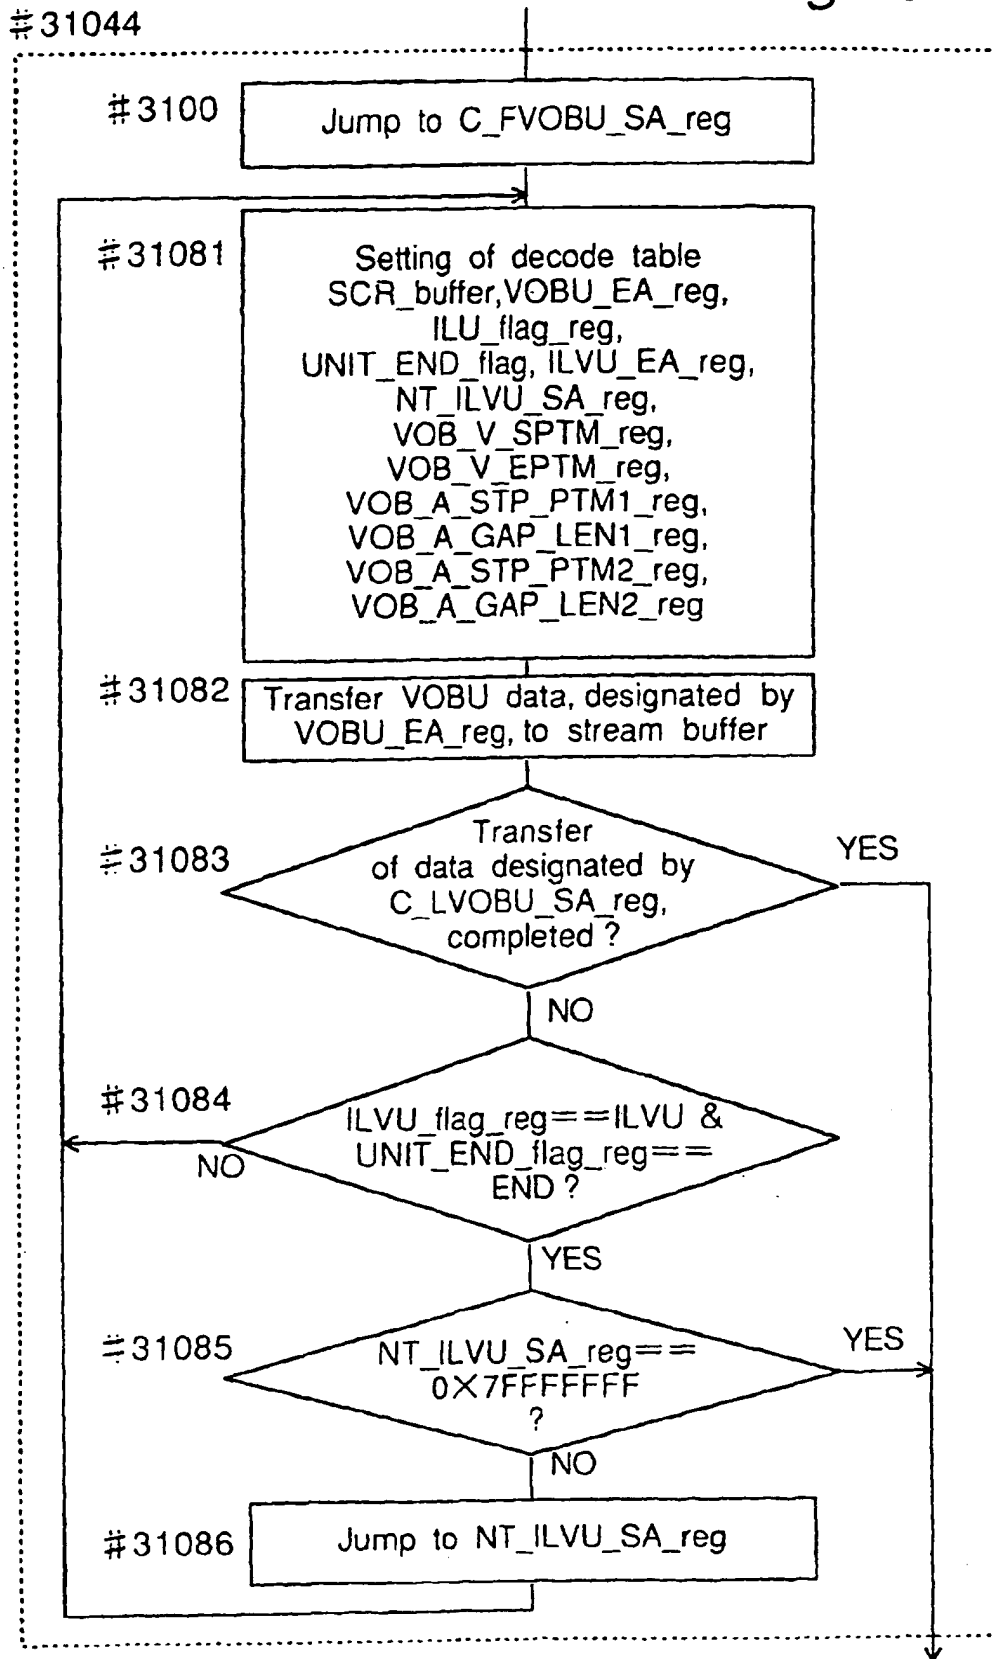 #31044
#3100
Jump to C_FVOBU_SA_reg
#31081
Setting of decode table
SCR_buffer,VOBU_EA_reg,
ILU_flag_reg,
UNIT_END_flag, ILVU_EA_reg,
NT_ILVU_SA_reg,
VOB_V_SPTM_reg,
VOB_V_EPTM_reg,
VOB_A_STP_PTM1_reg,
VOB_A_GAP_LEN1_reg,
VOB_A_STP_PTM2_reg,
VOB_A_GAP_LEN2_reg
#31082
Transfer VOBU data, designated by
VOBU_EA_reg, to stream buffer
#31083
Transfer
of data designated by
C_LVOBU_SA_reg,
completed ?
YES
NO
#31084
ILVU_flag_reg==ILVU &
UNIT_END_flag_reg==
END ?
NO
YES
#31085
NT_ILVU_SA_reg==
0X7FFFFFFF
?
YES
NO
#31086
Jump to NT_ILVU_SA_reg